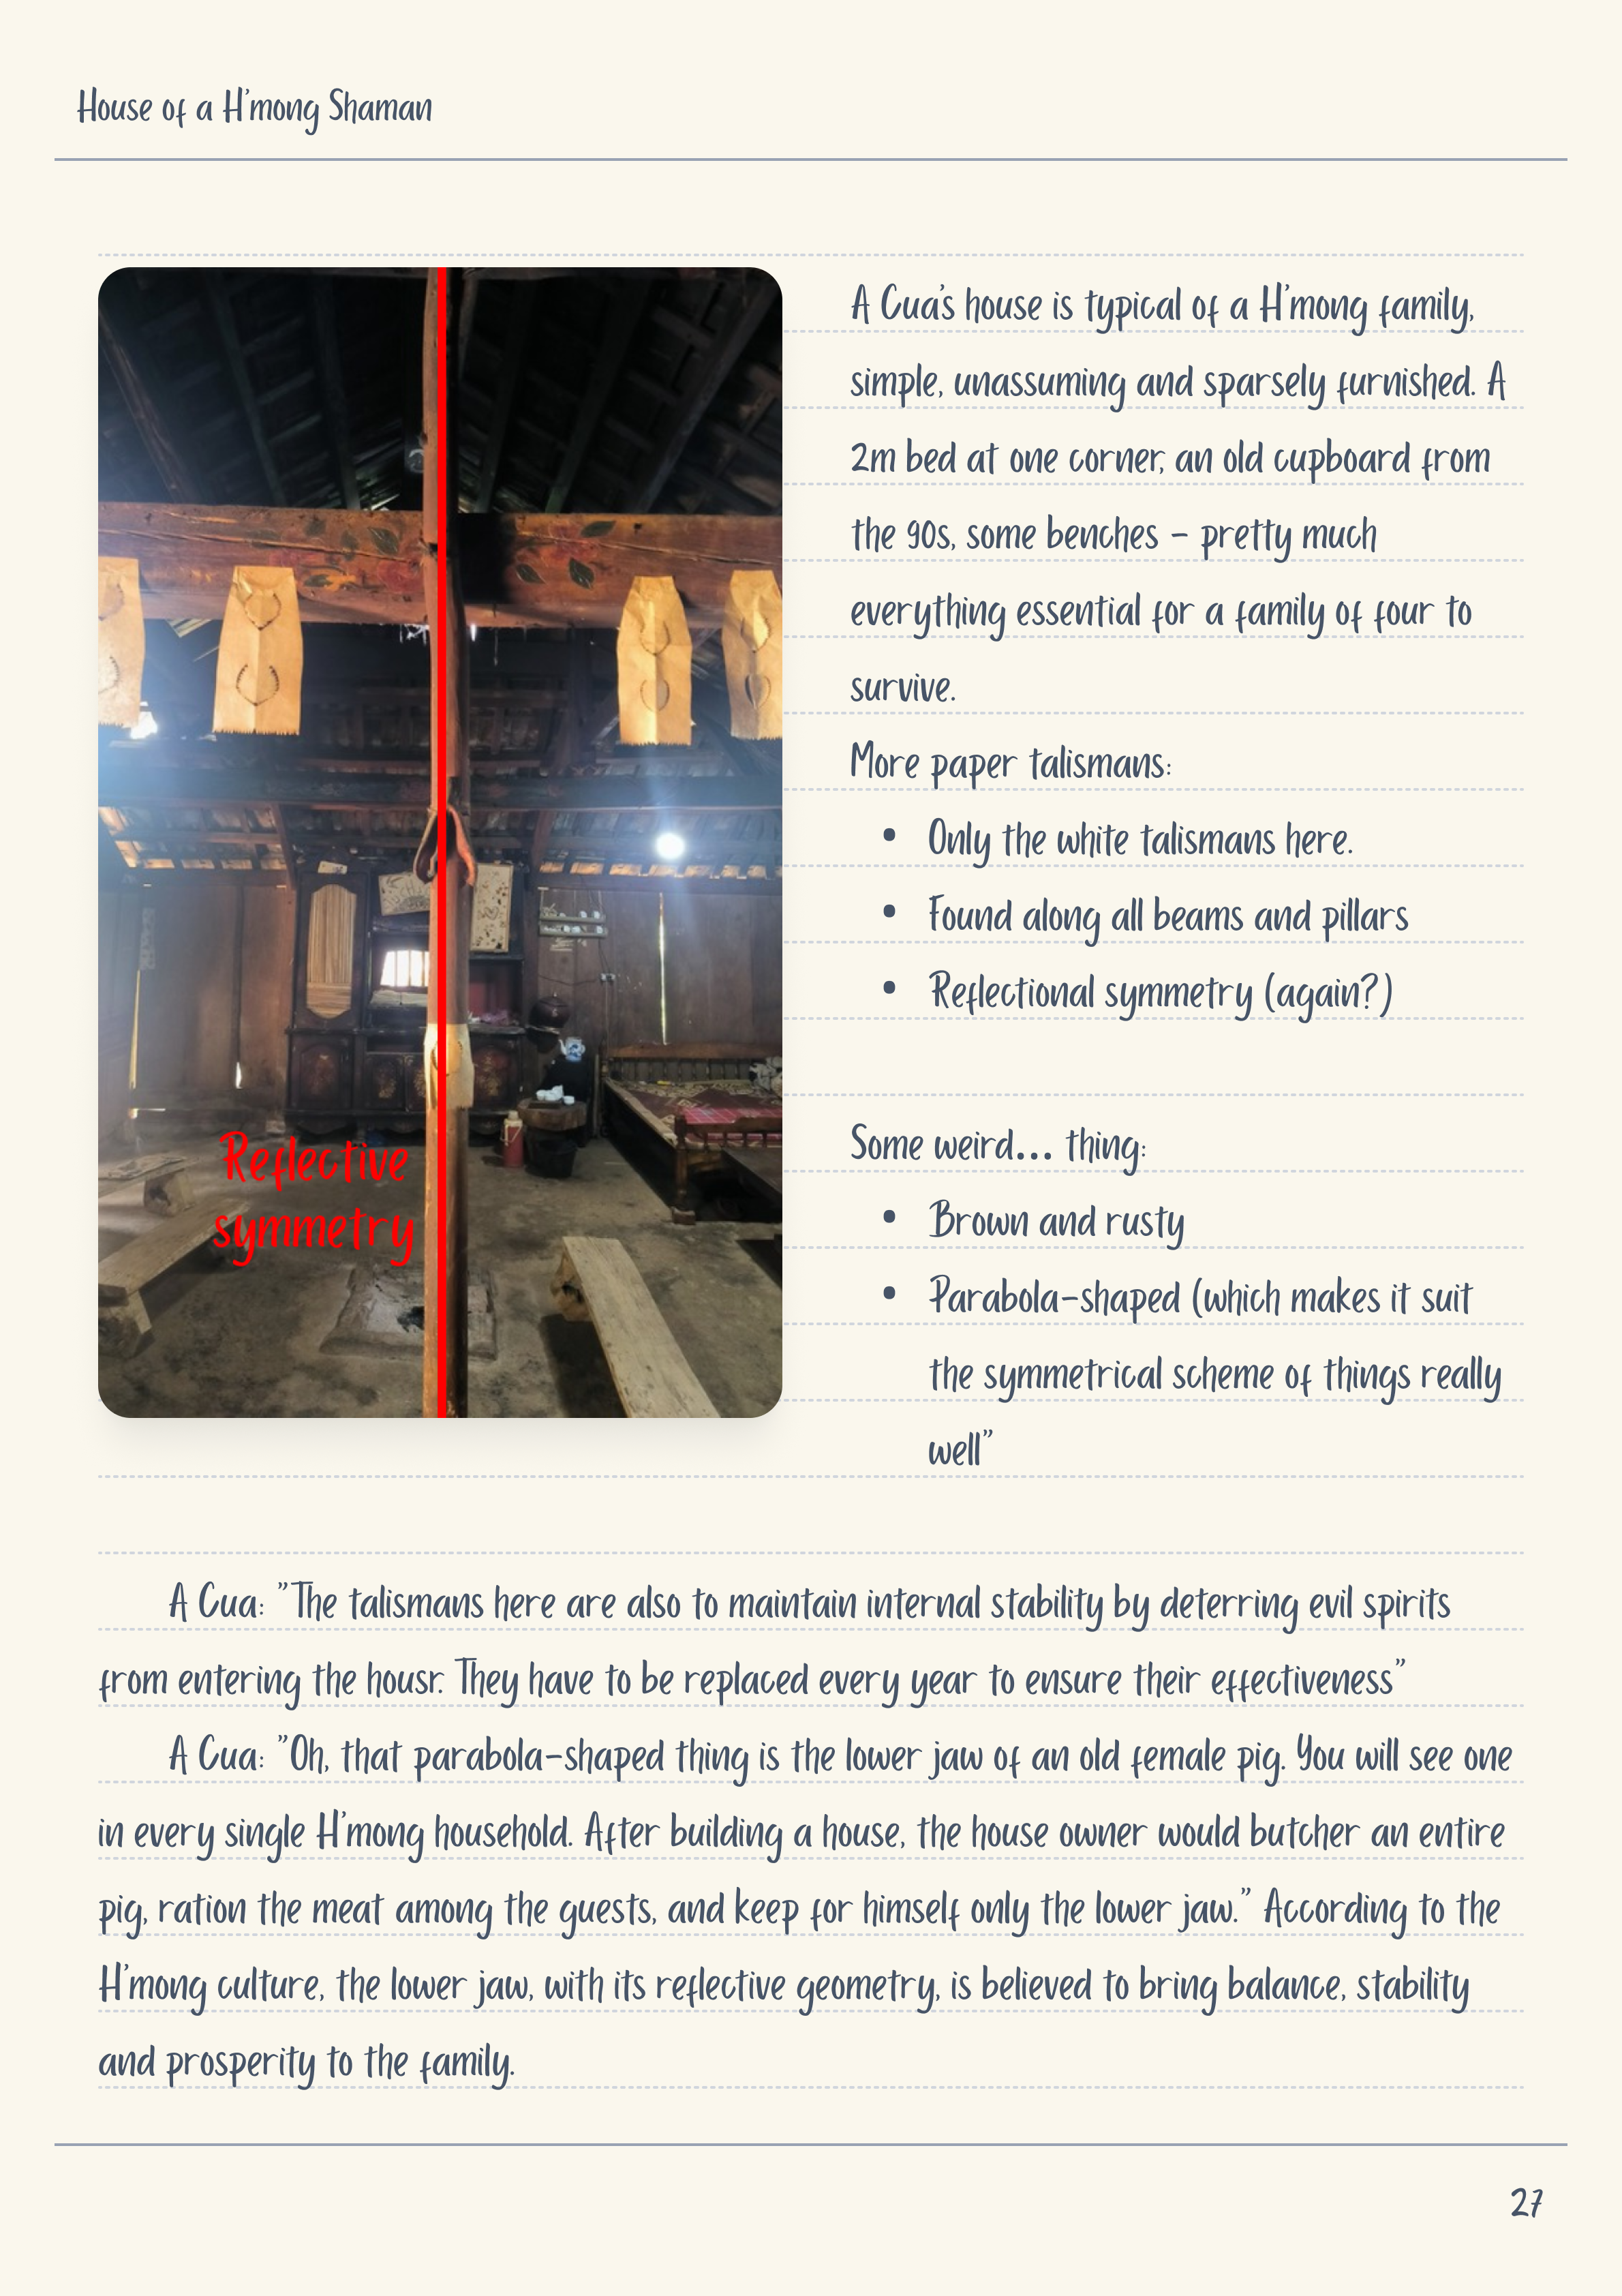 House of a H'mong Shaman
Reflective
symmetry
A Cua's house is typical of a H'mong family,
simple, unassuming and sparsely furnished. A
2m bed at one corner, an old cupboard from
the 90s, some benches – pretty much
everything essential for a family of four to
survive.
More paper talismans:
• Only the white talismans here.
• Found along all beams and pillars
• Reflectional symmetry (again?)
Some weird... thing:
• Brown and rusty
• Parabola-shaped (which makes it suit
the symmetrical scheme of things really
well”
A Cua: ”The talismans here are also to maintain internal stability by deterring evil spirits
from entering the housr. They have to be replaced every year to ensure their effectiveness”
A Cua: ”Oh, that parabola-shaped thing is the lower jaw of an old female pig. You will see one
in every single H'mong household. After building a house, the house owner would butcher an entire
pig, ration the meat among the guests, and keep for himself only the lower jaw.” According to the
H'mong culture, the lower jaw, with its reflective geometry, is believed to bring balance, stability
and prosperity to the family.
27